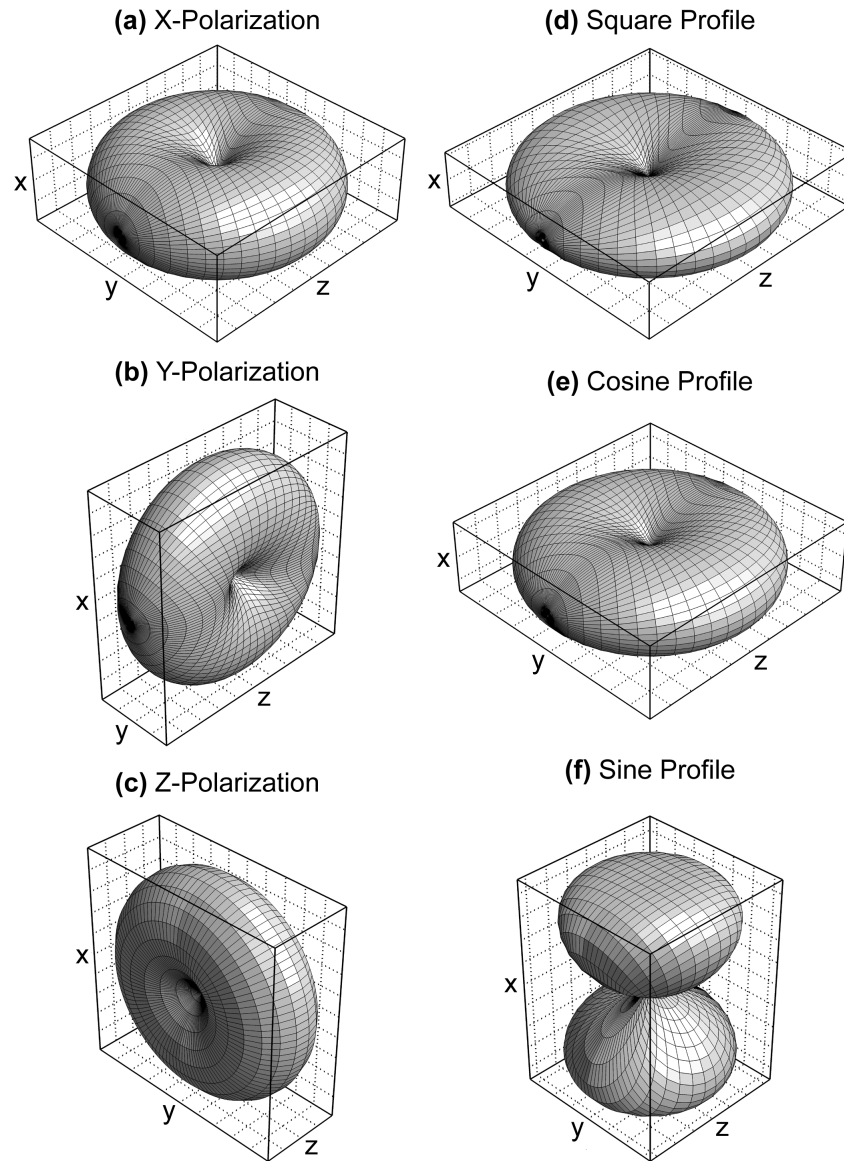 (a) X-Polarization
x
y
z
(b) Y-Polarization
x
y
z
(c) Z-Polarization
x
y
z
(d) Square Profile
x
y
z
(e) Cosine Profile
x
y
z
(f) Sine Profile
x
y
z